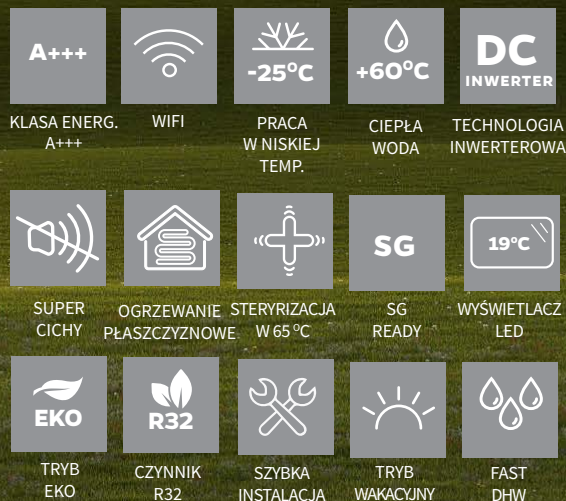 A+++
-25°C
+60°C
DC
INWERTER
KLASA ENERG.
A+++
WIFI
PRACA
W NISKIEJ
TEMP.
CIEPŁA
WODA
TECHNOLOGIA
INWERTEROWA
SG
19°C
SUPER
CICHY
OGRZEWANIE
PŁASZCZYZNOWE
STERYRIZACJA
W 65 °C
SG
READY
WYŚWIETLACZ
LED
EKO
R32
TRYB
EKO
CZYNNIK
R32
SZYBKA
INSTALACJA
TRYB
WAKACYJNY
FAST
DHW